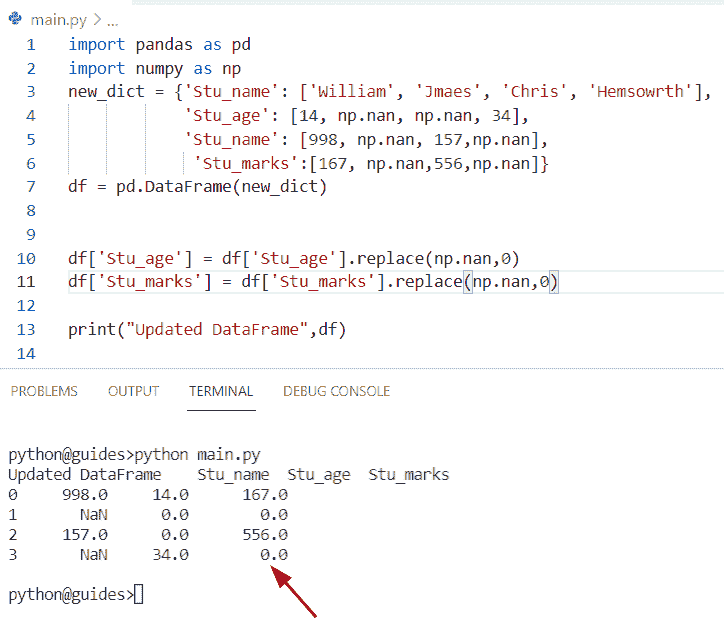 main.py > ...
1 import pandas as pd
2 import numpy as np
3 new_dict = {'Stu_name': ['William', 'Jmaes', 'Chris', 'Hemsowrth'],
4            'Stu_age': [14, np.nan, np.nan, 34],
5            'Stu_name': [998, np.nan, 157,np.nan],
6             'Stu_marks':[167, np.nan,556,np.nan]}
7 df = pd.DataFrame(new_dict)
8
9
10 df['Stu_age'] = df['Stu_age'].replace(np.nan,0)
11 df['Stu_marks'] = df['Stu_marks'].replace(np.nan,0)
12
13 print("Updated DataFrame",df)
14
PROBLEMS OUTPUT TERMINAL DEBUG CONSOLE
python@guides>python main.py
Updated DataFrame    Stu_name  Stu_age  Stu_marks
0     998.0     14.0      167.0
1       NaN      0.0        0.0
2     157.0      0.0      556.0
3       NaN     34.0        0.0
python@guides>